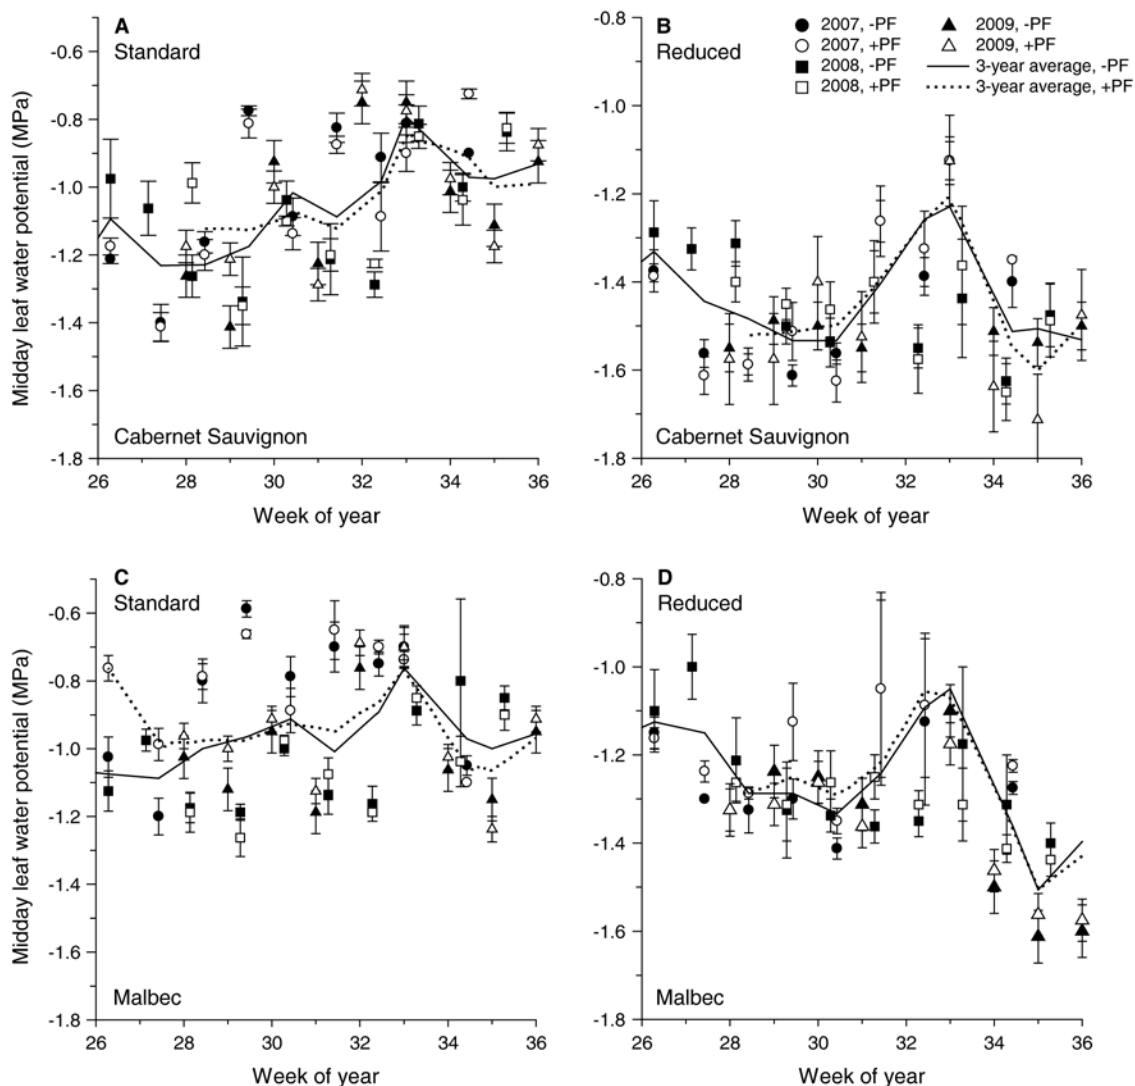 A
Standard
-0.6
-0.8
-1.0
-1.2
-1.4
-1.6
-1.8
Midday leaf water potential (MPa)
Cabernet Sauvignon
26 28 30 32 34 36
Week of year
B
Reduced
2007, -PF
2007, +PF
2008, -PF
2008, +PF
2009, -PF
2009, +PF
3-year average, -PF
3-year average, +PF
-0.8
-1.0
-1.2
-1.4
-1.6
-1.8
Cabernet Sauvignon
26 28 30 32 34 36
Week of year
C
Standard
-0.6
-0.8
-1.0
-1.2
-1.4
-1.6
-1.8
Midday leaf water potential (MPa)
Malbec
26 28 30 32 34 36
Week of year
D
Reduced
-0.8
-1.0
-1.2
-1.4
-1.6
-1.8
Malbec
26 28 30 32 34 36
Week of year